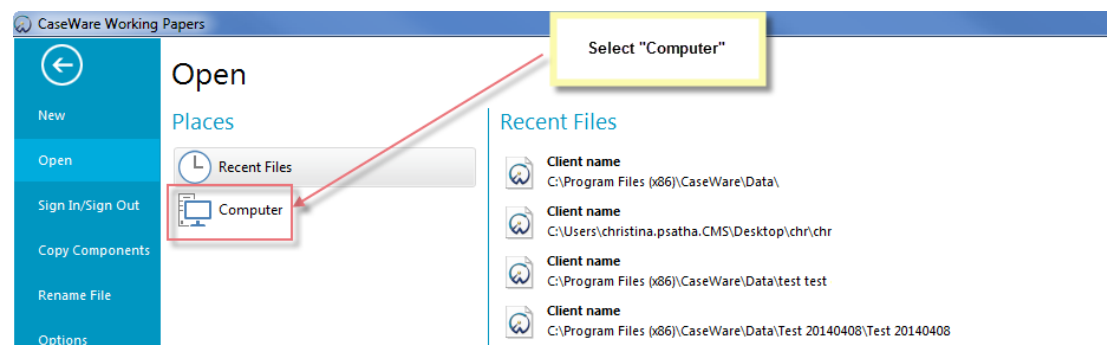 CaseWare Working Papers
Select "Computer"
Open
New
Open
Sign In/Sign Out
Copy Components
Rename File
Options
Places
Recent Files
Computer
Recent Files
Client name
C:\Program Files (x86)\CaseWare\Data\
Client name
C:\Users\christina.psatha.CMS\Desktop\chr\chr
Client name
C:\Program Files (x86)\CaseWare\Data\test test
Client name
C:\Program Files (x86)\CaseWare\Data\Test 20140408\Test 20140408